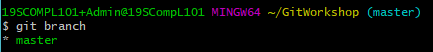 19SCOMPL101+Admin@19SCompL101 MINGW64 ~/GitWorkshop (master)
$ git branch
* master